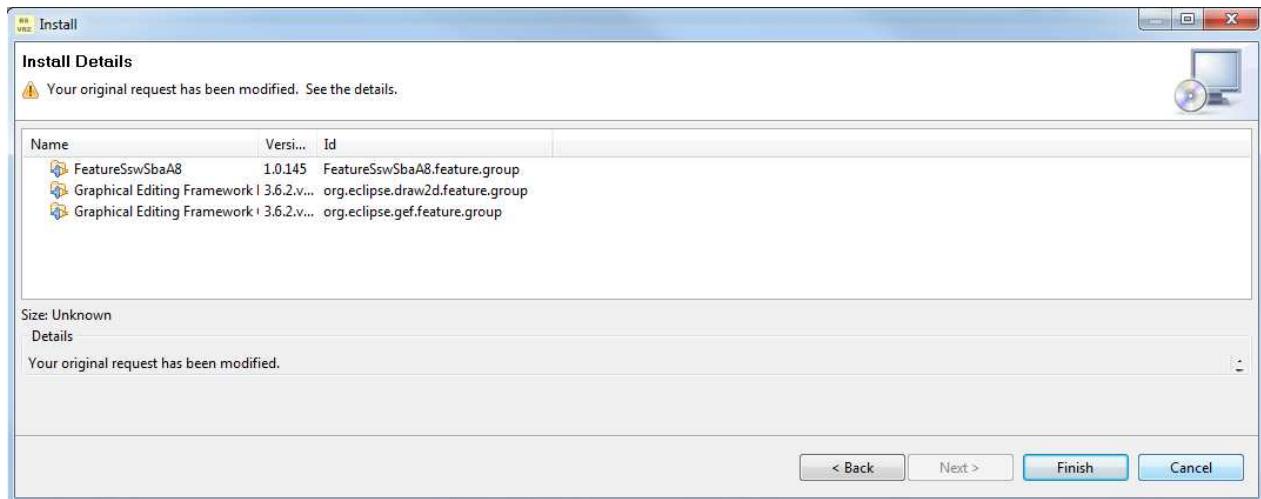 BS VRZ Install
Install Details
Your original request has been modified. See the details.
Name Versi... Id
FeatureSswSbaA8 1.0.145 FeatureSswSbaA8.feature.group
Graphical Editing Framework 3.6.2.v... org.eclipse.draw2d.feature.group
Graphical Editing Framework 3.6.2.v... org.eclipse.gef.feature.group
Size: Unknown
Details
Your original request has been modified.
< Back Next > Finish Cancel